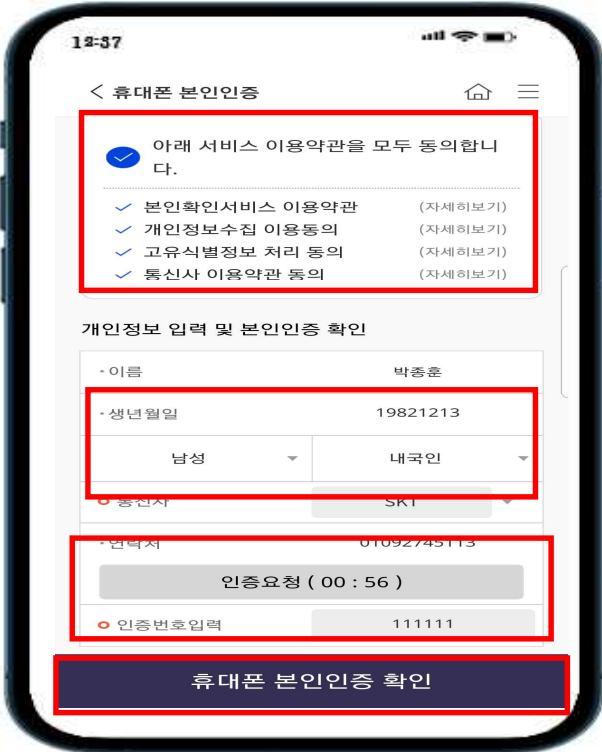 12:37
휴대폰 본인인증
아래 서비스 이용약관을 모두 동의합니
다.
본인확인서비스 이용약관 (자세히보기)
개인정보수집 이용동의 (자세히보기)
고유식별정보 처리 동의 (자세히보기)
통신사 이용약관 동의 (자세히보기)
개인정보 입력 및 본인인증 확인
이름 박종훈
생년월일 19821213
남성 내국인
통신사 SKT
연락처 01092745113
인증요청 ( 00 : 56 )
인증번호입력 111111
휴대폰 본인인증 확인